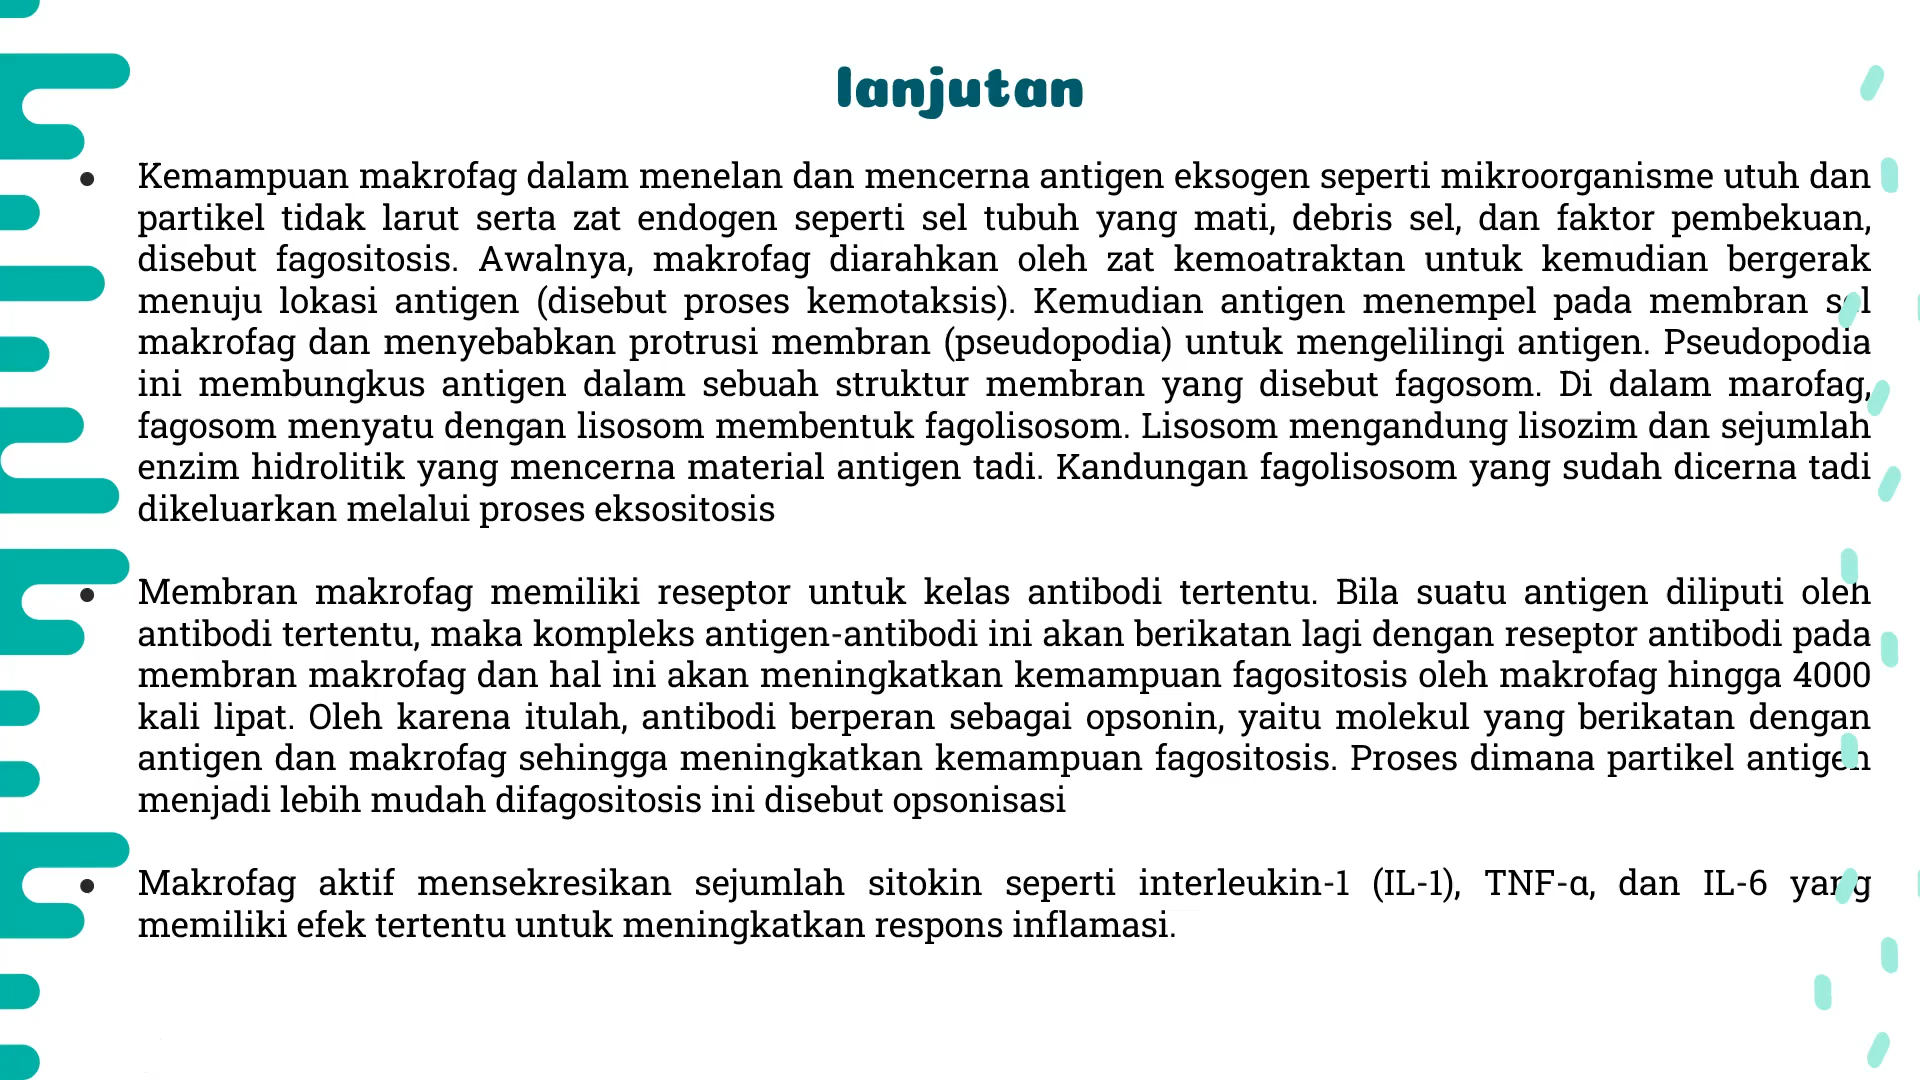 lanjutan
• Kemampuan makrofag dalam menelan dan mencerna antigen eksogen seperti mikroorganisme utuh dan
partikel tidak larut serta zat endogen seperti sel tubuh yang mati, debris sel, dan faktor pembekuan,
disebut fagositosis. Awalnya, makrofag diarahkan oleh zat kemoatraktan untuk kemudian bergerak
menuju lokasi antigen (disebut proses kemotaksis). Kemudian antigen menempel pada membran sel
makrofag dan menyebabkan protrusi membran (pseudopodia) untuk mengelilingi antigen. Pseudopodia
ini membungkus antigen dalam sebuah struktur membran yang disebut fagosom. Di dalam marofag,
fagosom menyatu dengan lisosom membentuk fagolisosom. Lisosom mengandung lisozim dan sejumlah
enzim hidrolitik yang mencerna material antigen tadi. Kandungan fagolisosom yang sudah dicerna tadi
dikeluarkan melalui proses eksositosis
• Membran makrofag memiliki reseptor untuk kelas antibodi tertentu. Bila suatu antigen diliputi oleh
antibodi tertentu, maka kompleks antigen-antibodi ini akan berikatan lagi dengan reseptor antibodi pada
membran makrofag dan hal ini akan meningkatkan kemampuan fagositosis oleh makrofag hingga 4000
kali lipat. Oleh karena itulah, antibodi berperan sebagai opsonin, yaitu molekul yang berikatan dengan
antigen dan makrofag sehingga meningkatkan kemampuan fagositosis. Proses dimana partikel antigen
menjadi lebih mudah difagositosis ini disebut opsonisasi
• Makrofag aktif mensekresikan sejumlah sitokin seperti interleukin-1 (IL-1), TNF-α, dan IL-6 yang
memiliki efek tertentu untuk meningkatkan respons inflamasi.